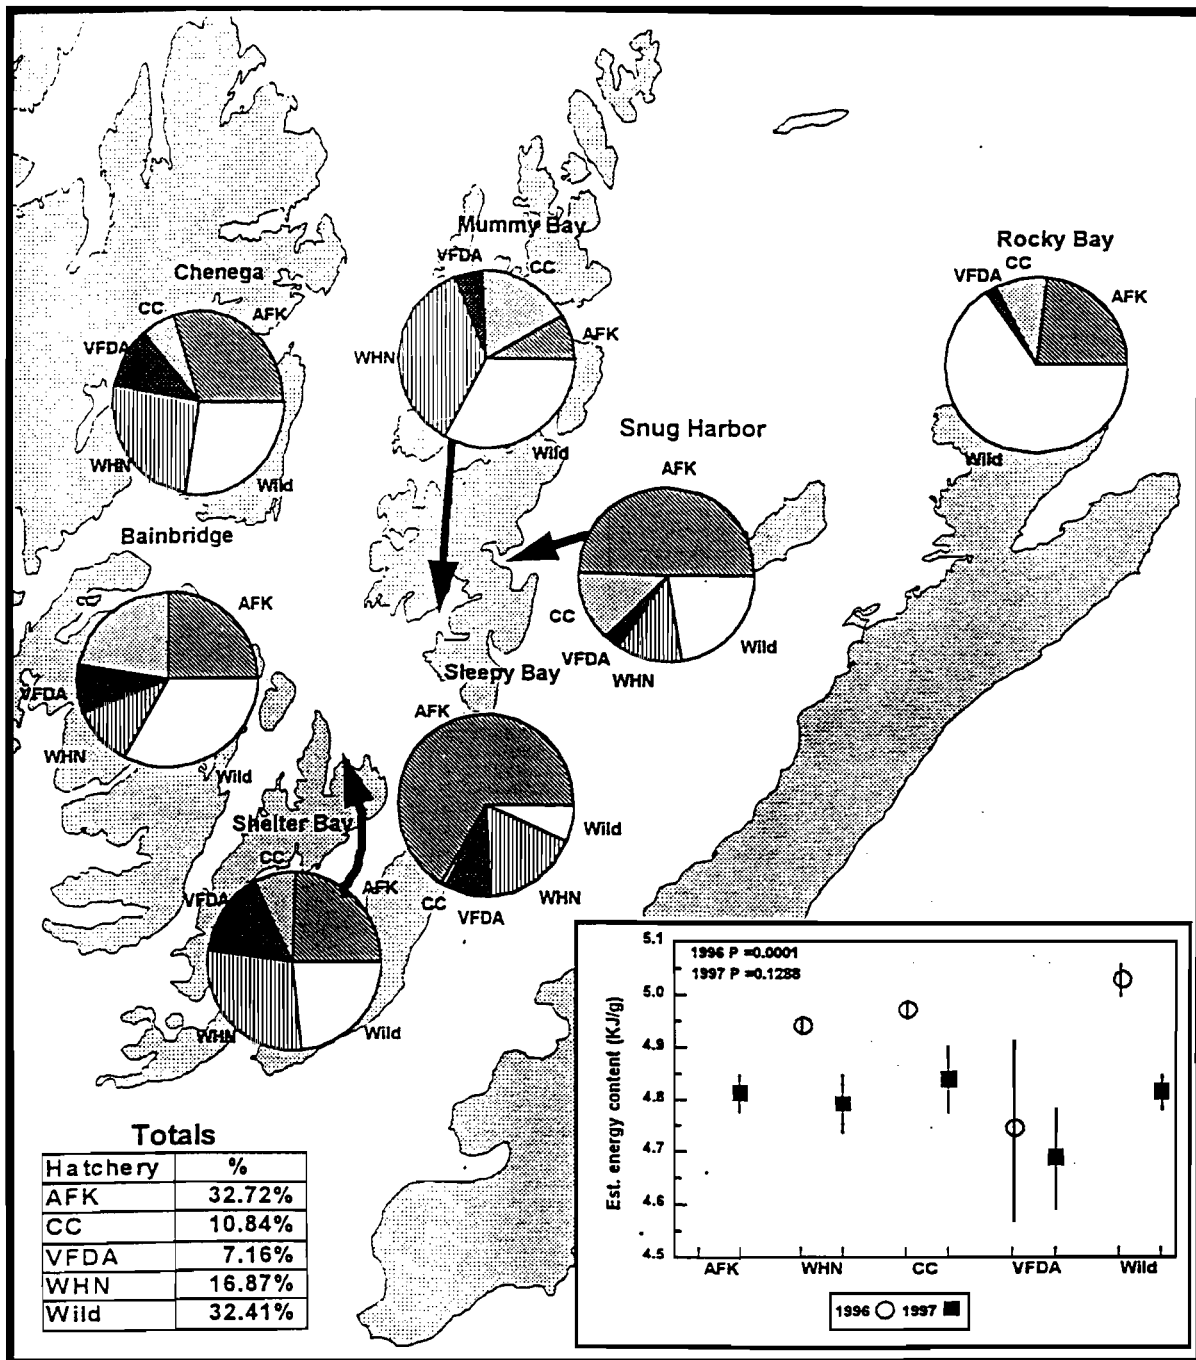 Mummy Bay
VFDA
CC
AFK
WHN
Wild
Rocky Bay
CC
VFDA
AFK
Wild
Chenega
CC
AFK
VFDA
WHN
Wild
Snug Harbor
AFK
CC
VFDA
WHN
Wild
Bainbridge
CC
AFK
VFDA
WHN
Wild
Sleepy Bay
AFK
Wild
WHN
VFDA
CC
Shelter Bay
CC
AFK
VFDA
WHN
Wild
Totals
Hatchery %
AFK 32.72%
CC 10.84%
VFDA 7.16%
WHN 16.87%
Wild 32.41%
1996 P =0.0001
1997 P =0.1288
Est. energy content (KJ/g)
5.1
5.0
4.9
4.8
4.7
4.6
4.5
AFK WHN CC VFDA Wild
1996 1997